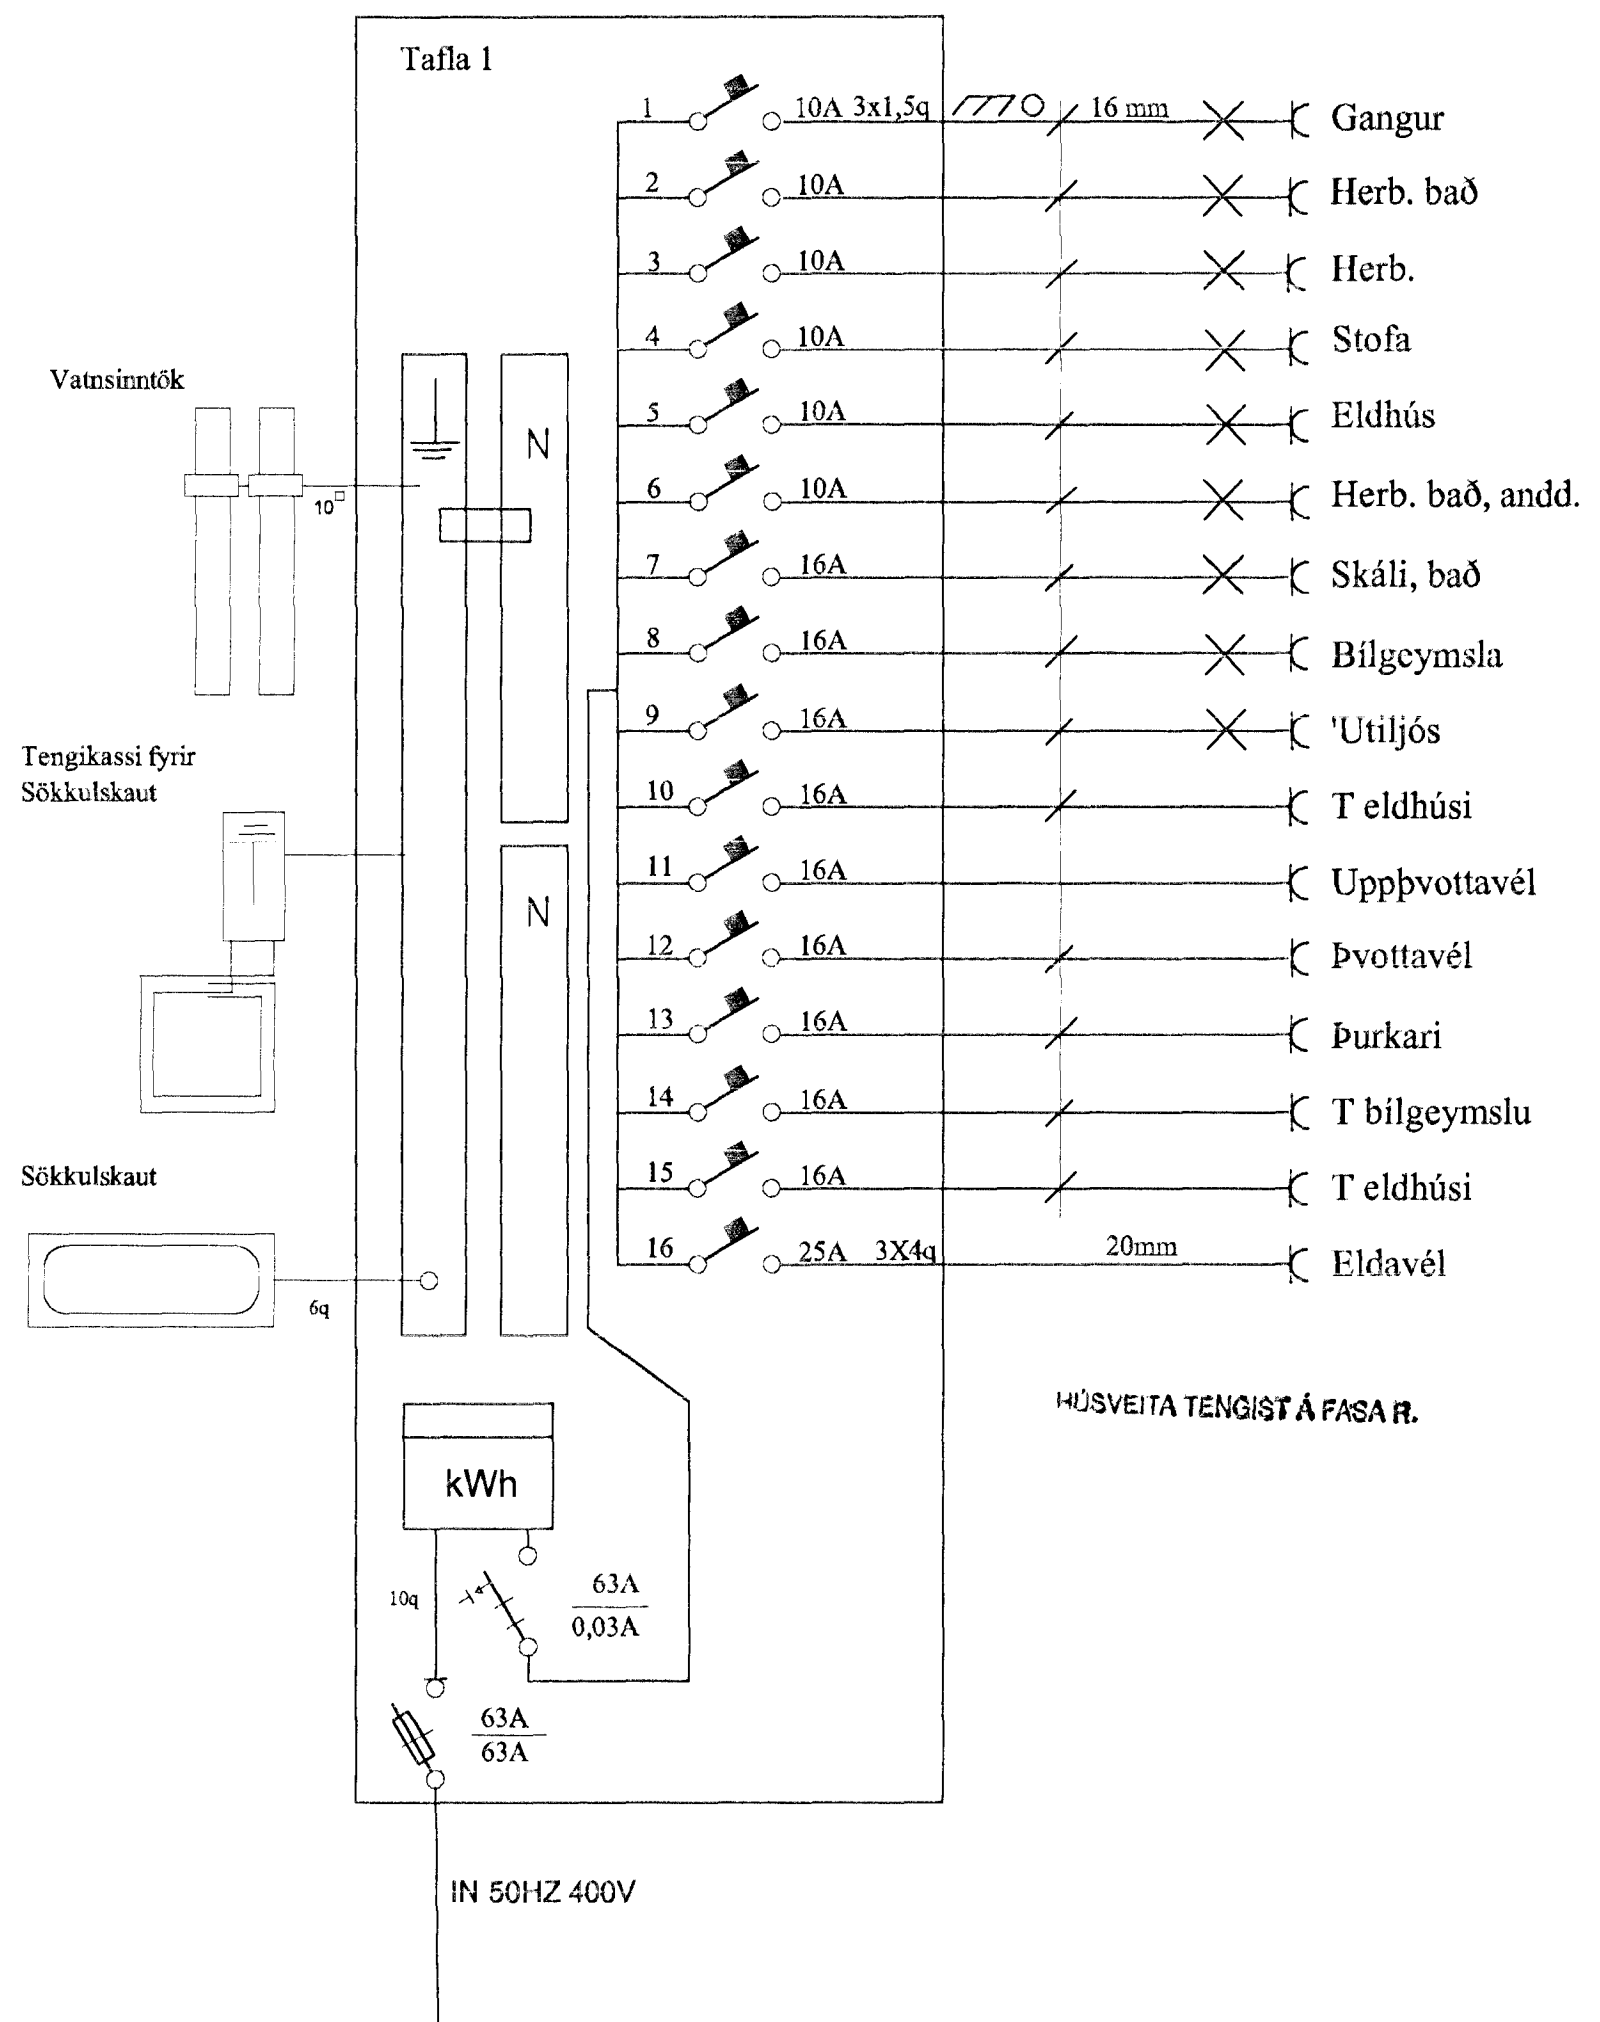 Tafla 1
1 10A 3x1,5q 16 mm Gangur
2 10A Herb. bað
3 10A Herb.
4 10A Stofa
5 10A Eldhús
6 10A Herb. bað, andd.
7 16A Skáli, bað
8 16A Bílgeymsla
9 16A 'Utiljós
10 16A T eldhúsi
11 16A Uppþvottavél
12 16A Þvottavél
13 16A Þurkari
14 16A T bílgeymslu
15 16A T eldhúsi
16 25A 3X4q 20mm Eldavél
Vatnsinntök
10□
N
Tengikassi fyrir
Sökkulskaut
N
Sökkulskaut
6q
HÚSVEITA TENGIST Á FASA R.
kWh
10q
63A
0,03A
63A
63A
IN 50HZ 400V